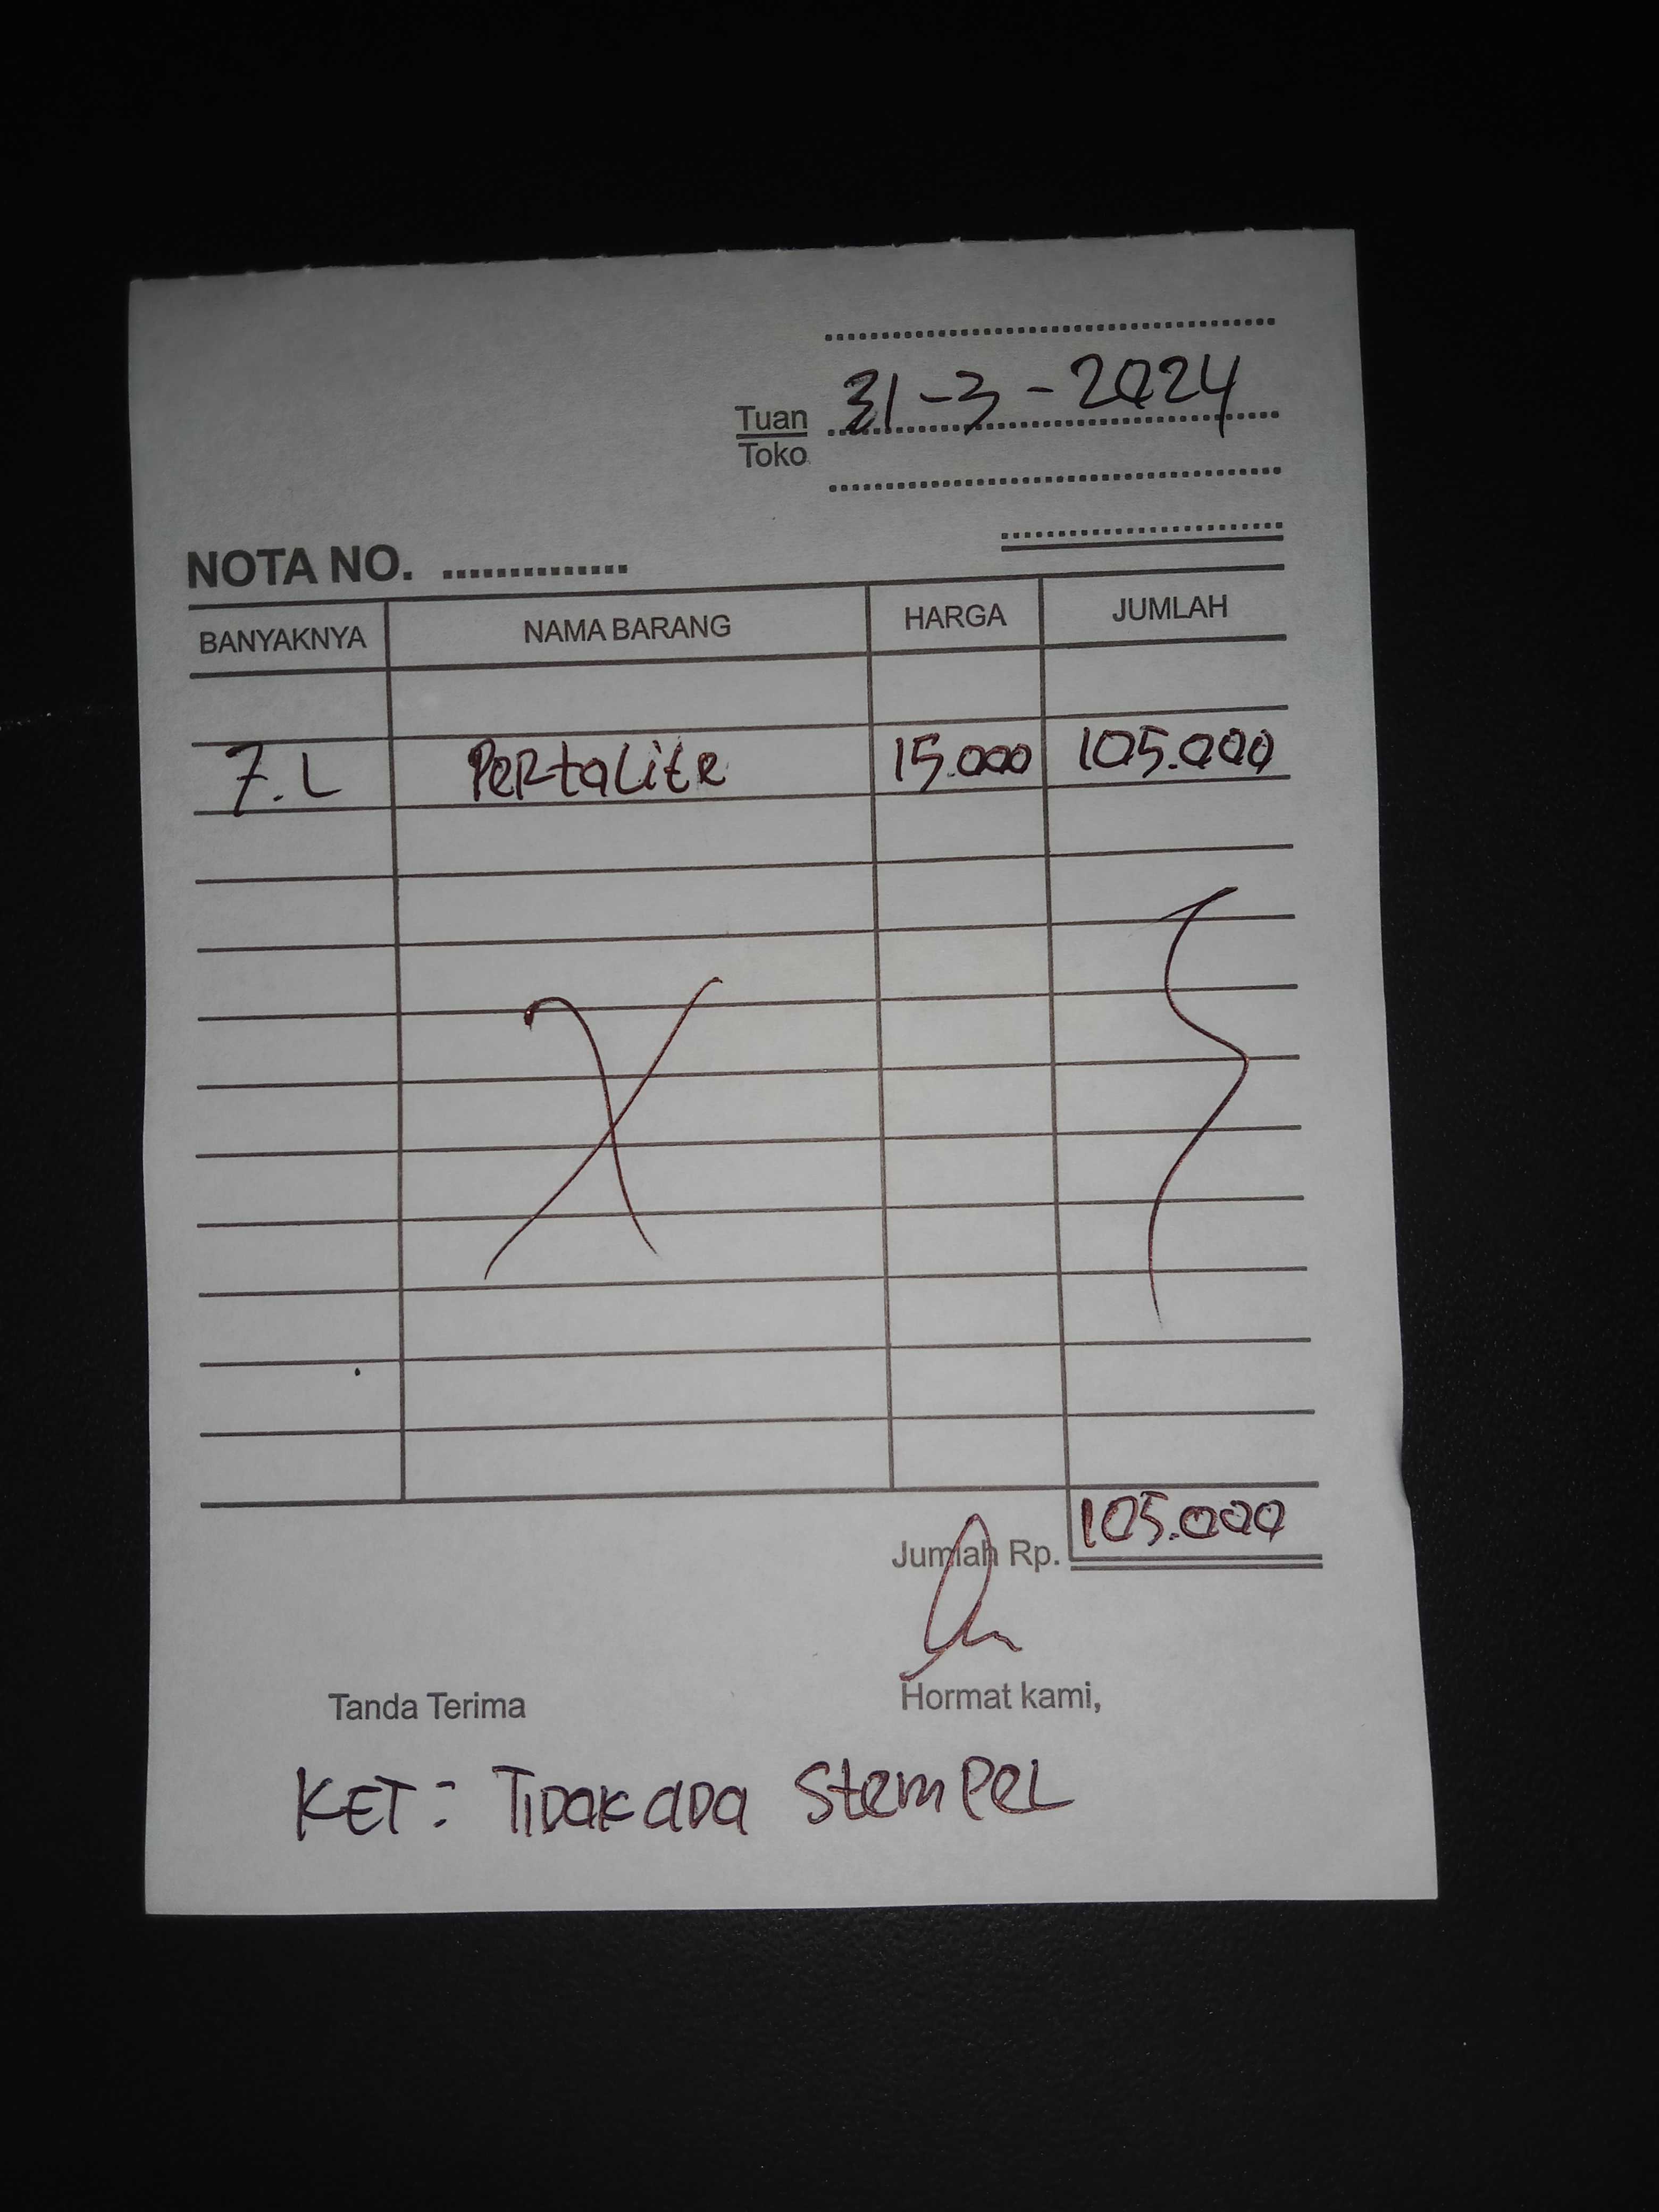 31-3-2024
Tuan
Toko
NOTA NO. ..............
BANYAKNYA NAMA BARANG HARGA JUMLAH
7.L Pertalite 15.000 105.000
Jumlah Rp. 105.000
Tanda Terima Hormat kami,
KET: Tidak ada Stempel